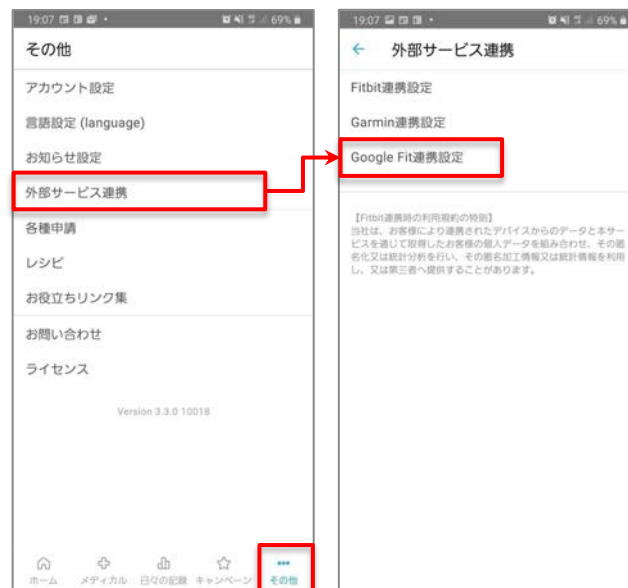 19:07
69%
その他
アカウント設定
言語設定 (language)
お知らせ設定
外部サービス連携
各種申請
レシピ
お役立ちリンク集
お問い合わせ
ライセンス
Version 3.3.0 10018
ホーム メディカル 日々の記録 キャンペーン その他
19:07
69%
← 外部サービス連携
Fitbit連携設定
Garmin連携設定
Google Fit連携設定
【Fitbit連携時の利用規約の特則】
当社は、お客様により連携されたデバイスからのデータと本サー
ビスを通じて取得したお客様の個人データを組み合わせ、その匿
名化又は統計分析を行い、その匿名加工情報又は統計情報を利用
し、又は第三者へ提供することがあります。